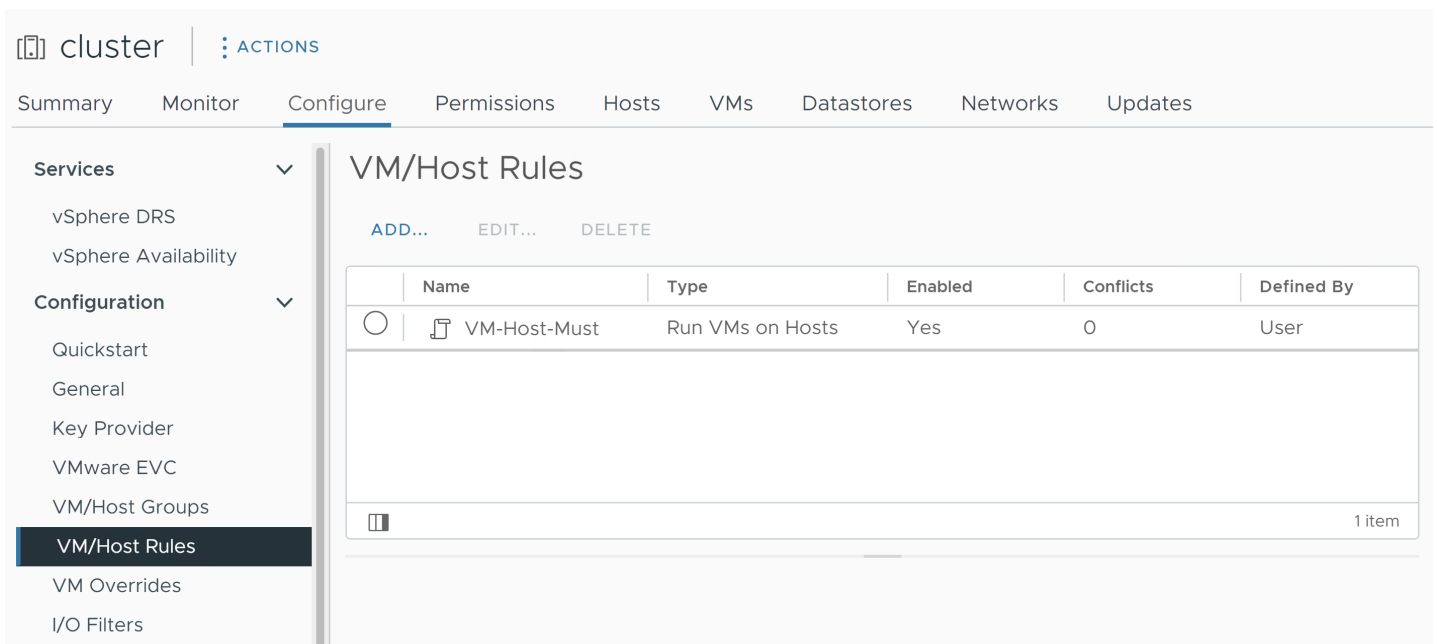 cluster
ACTIONS
Summary Monitor Configure Permissions Hosts VMs Datastores Networks Updates
Services
vSphere DRS
vSphere Availability
Configuration
Quickstart
General
Key Provider
VMware EVC
VM/Host Groups
VM/Host Rules
VM Overrides
I/O Filters
VM/Host Rules
ADD... EDIT... DELETE
Name Type Enabled Conflicts Defined By
VM-Host-Must Run VMs on Hosts Yes 0 User
1 item